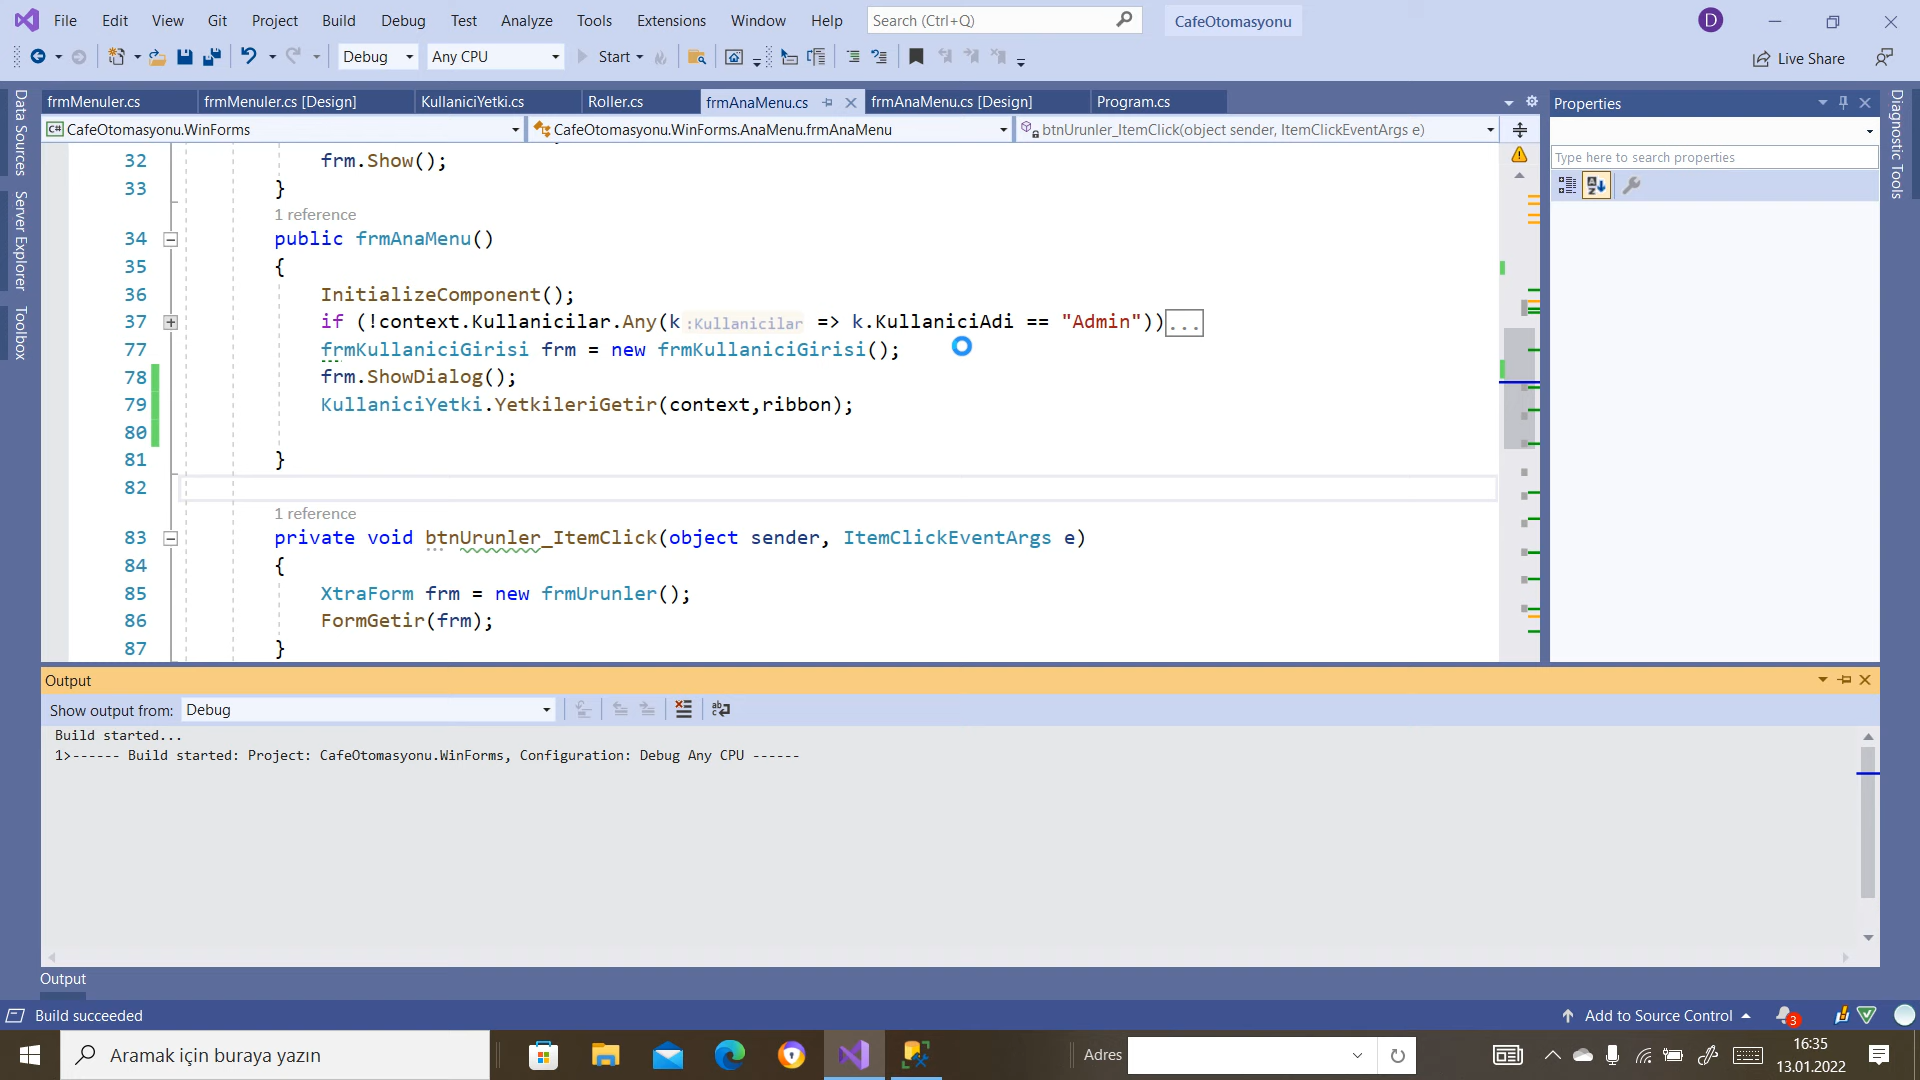 File Edit View Git Project Build Debug Test Analyze Tools Extensions Window Help Search (Ctrl+Q) CafeOtomasyonu D
Debug Any CPU Start Live Share
frmMenuler.cs frmMenuler.cs [Design] KullaniciYetki.cs Roller.cs frmAnaMenu.cs frmAnaMenu.cs [Design] Program.cs Properties
CafeOtomasyonu.WinForms CafeOtomasyonu.WinForms.AnaMenu.frmAnaMenu btnUrunler_ItemClick(object sender, ItemClickEventArgs e)
Type here to search properties
Data Sources
Server Explorer
Toolbox
Diagnostic Tools
32 frm.Show();
33 }
1 reference
34 public frmAnaMenu()
35 {
36 InitializeComponent();
37 if (!context.Kullanicilar.Any(k :Kullanicilar => k.KullaniciAdi == "Admin"))...
77 frmKullaniciGirisi frm = new frmKullaniciGirisi();
78 frm.ShowDialog();
79 KullaniciYetki.YetkileriGetir(context,ribbon);
80
81 }
82
1 reference
83 private void btnUrunler_ItemClick(object sender, ItemClickEventArgs e)
84 {
85 XtraForm frm = new frmUrunler();
86 FormGetir(frm);
87 }
Output
Show output from: Debug
Build started...
1>------ Build started: Project: CafeOtomasyonu.WinForms, Configuration: Debug Any CPU ------
Output
Build succeeded Add to Source Control 3
Aramak için buraya yazın Adres 16:35
13.01.2022